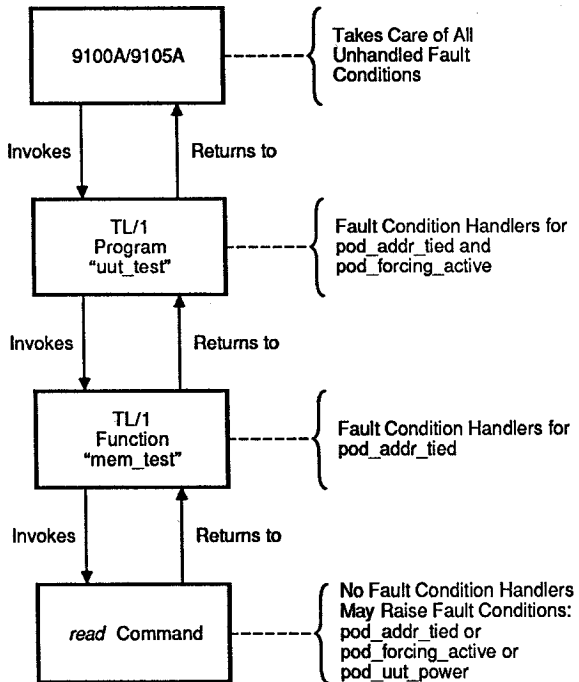 9100A/9105A
Takes Care of All
Unhandled Fault
Conditions
Invokes
Returns to
TL/1
Program
“uut_test”
Fault Condition Handlers for
pod_addr_tied and
pod_forcing_active
Invokes
Returns to
TL/1
Function
“mem_test”
Fault Condition Handlers for
pod_addr_tied
Invokes
Returns to
read Command
No Fault Condition Handlers
May Raise Fault Conditions:
pod_addr_tied or
pod_forcing_active or
pod_uut_power